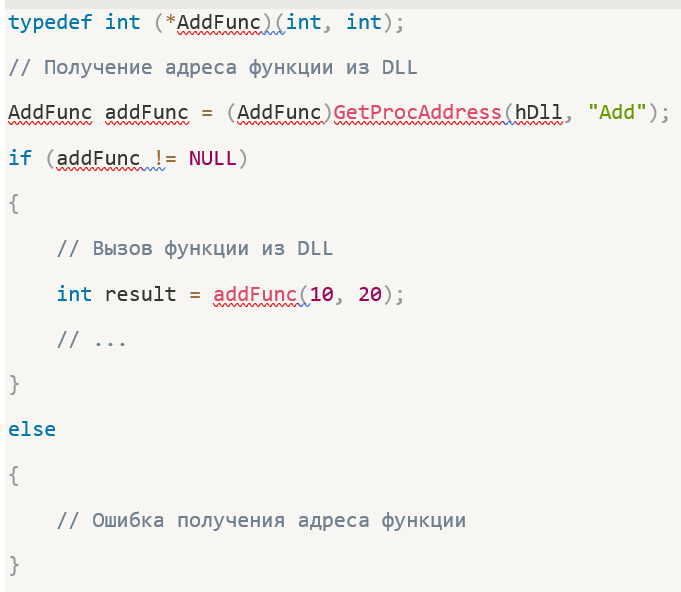 typedef int (*AddFunc)(int, int);
// Получение адреса функции из DLL
AddFunc addFunc = (AddFunc)GetProcAddress(hDll, "Add");
if (addFunc != NULL)
{
    // Вызов функции из DLL
    int result = addFunc(10, 20);
    // ...
}
else
{
    // Ошибка получения адреса функции
}